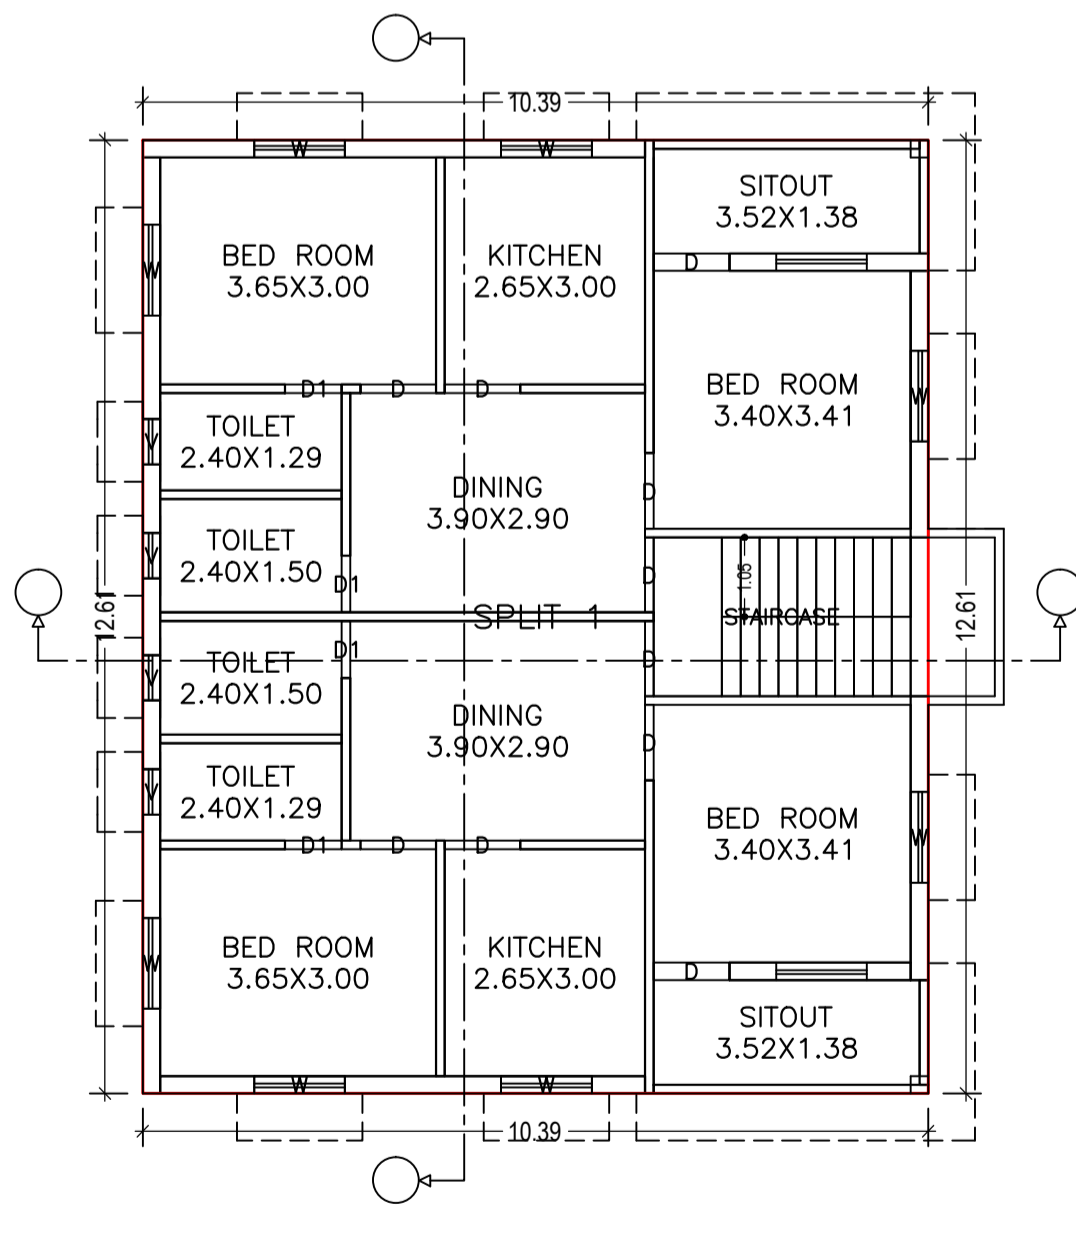 10.39
W
W
SITOUT
3.52X1.38
BED ROOM
3.65X3.00
KITCHEN
2.65X3.00
W
D
BED ROOM
3.40X3.41
W
D1
D
D
TOILET
2.40X1.29
V
DINING
3.90X2.90
D
TOILET
2.40X1.50
V
D1
D
1.05
12.61
SPLIT 1
STAIRCASE
12.61
TOILET
2.40X1.50
V
D1
D
DINING
3.90X2.90
D
TOILET
2.40X1.29
V
BED ROOM
3.40X3.41
W
D1
D
D
BED ROOM
3.65X3.00
KITCHEN
2.65X3.00
W
D
SITOUT
3.52X1.38
W
W
10.39